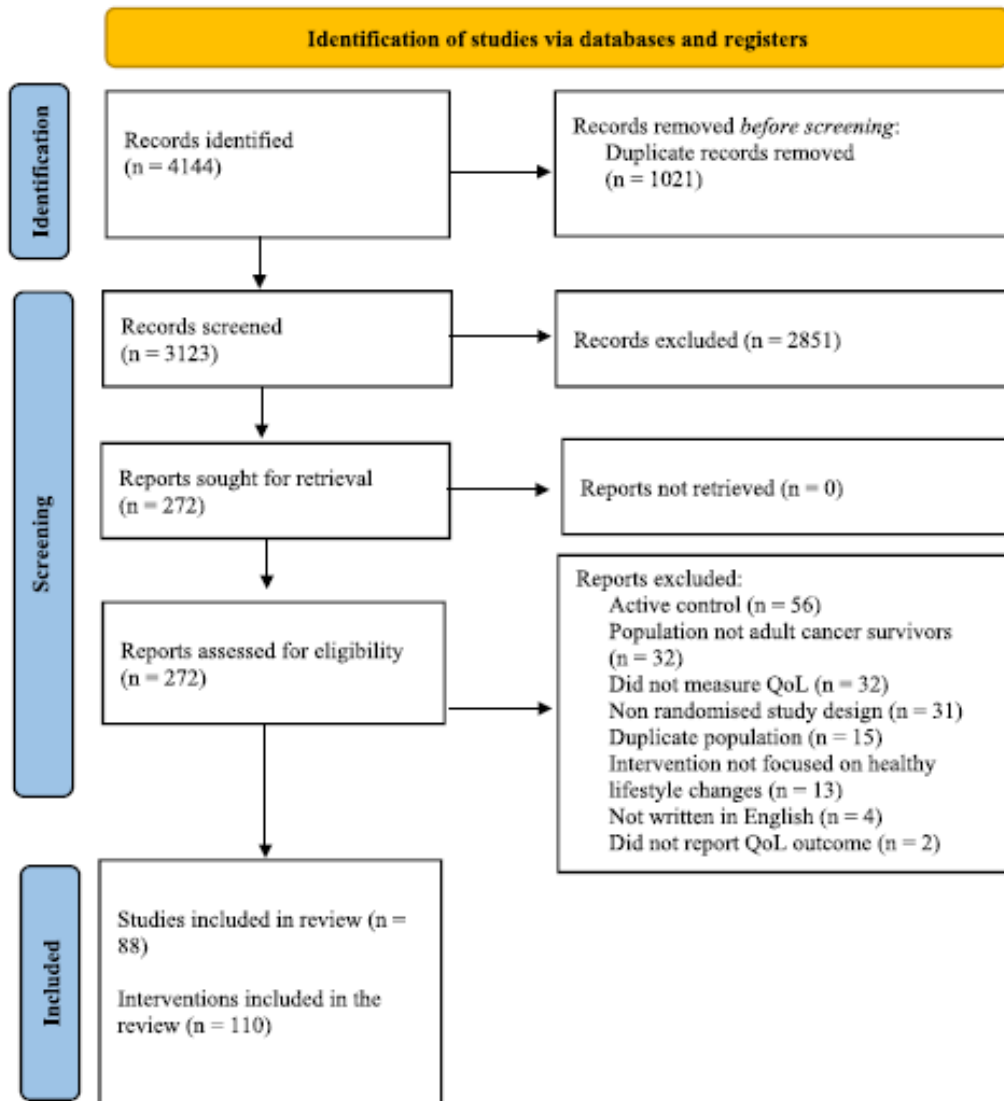 Identification of studies via databases and registers
Identification
Records identified
(n = 4144)
Records removed before screening:
Duplicate records removed
(n = 1021)
Screening
Records screened
(n = 3123)
Records excluded (n = 2851)
Reports sought for retrieval
(n = 272)
Reports not retrieved (n = 0)
Reports assessed for eligibility
(n = 272)
Reports excluded:
Active control (n = 56)
Population not adult cancer survivors
(n = 32)
Did not measure QoL (n = 32)
Non randomised study design (n = 31)
Duplicate population (n = 15)
Intervention not focused on healthy
lifestyle changes (n = 13)
Not written in English (n = 4)
Did not report QoL outcome (n = 2)
Included
Studies included in review (n =
88)
Interventions included in the
review (n = 110)